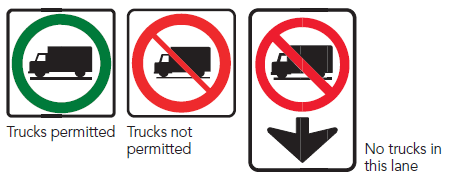 Trucks permitted
Trucks not
permitted
No trucks in
this lane